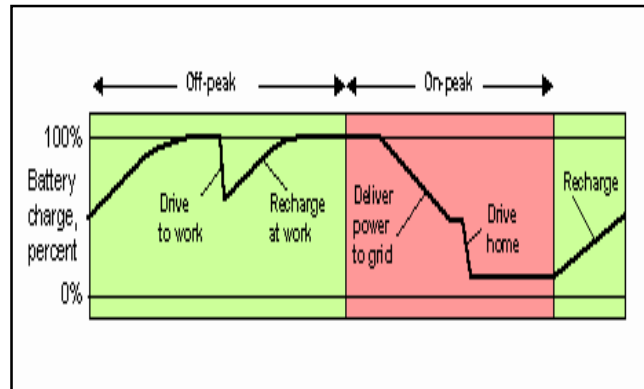 Off-peak
On-peak
100%
Battery
charge,
percent
0%
Drive
to work
Recharge
at work
Deliver
power
to grid
Drive
home
Recharge